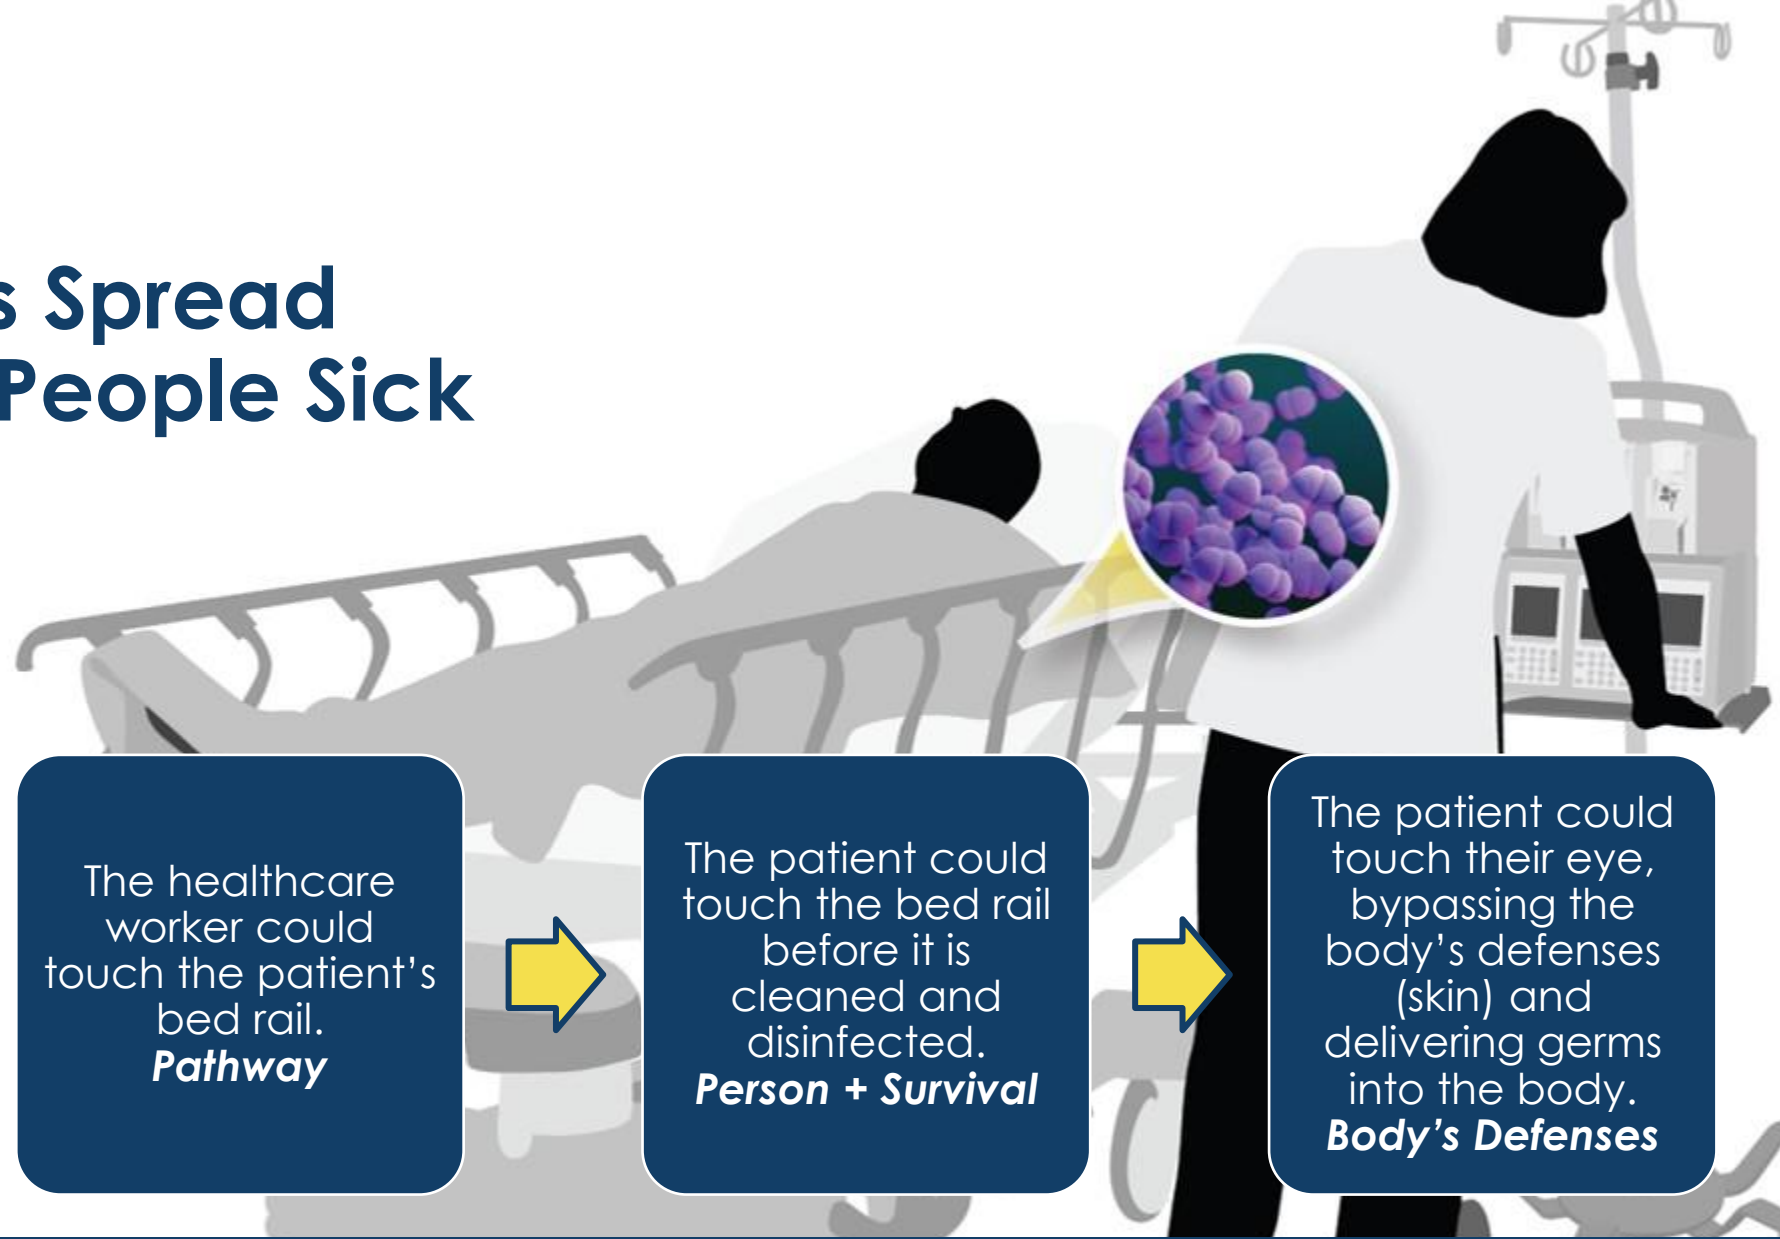 s Spread
People Sick
The healthcare
worker could
touch the patient's
bed rail.
Pathway
The patient could
touch the bed rail
before it is
cleaned and
disinfected.
Person + Survival
The patient could
touch their eye,
bypassing the
body's defenses
(skin) and
delivering germs
into the body.
Body's Defenses